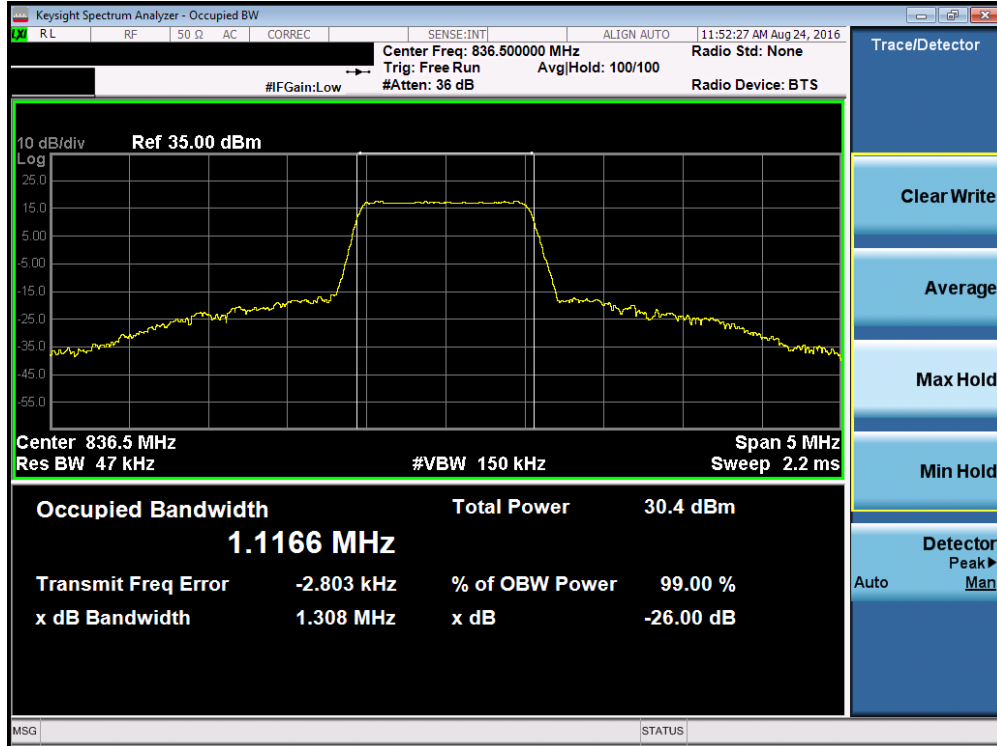 Keysight Spectrum Analyzer - Occupied BW
LXI RL RF 50 Ω AC CORREC SENSE:INT ALIGN AUTO 11:52:27 AM Aug 24, 2016
Center Freq: 836.500000 MHz Radio Std: None
Trig: Free Run Avg|Hold: 100/100
#IFGain:Low #Atten: 36 dB Radio Device: BTS
10 dB/div Ref 35.00 dBm
Log
25.0
15.0
5.00
-5.00
-15.0
-25.0
-35.0
-45.0
-55.0
Center 836.5 MHz Span 5 MHz
Res BW 47 kHz #VBW 150 kHz Sweep 2.2 ms
Occupied Bandwidth Total Power 30.4 dBm
1.1166 MHz
Transmit Freq Error -2.803 kHz % of OBW Power 99.00 %
x dB Bandwidth 1.308 MHz x dB -26.00 dB
MSG STATUS
Trace/Detector
Clear Write
Average
Max Hold
Min Hold
Detector
Peak▶
Auto Man